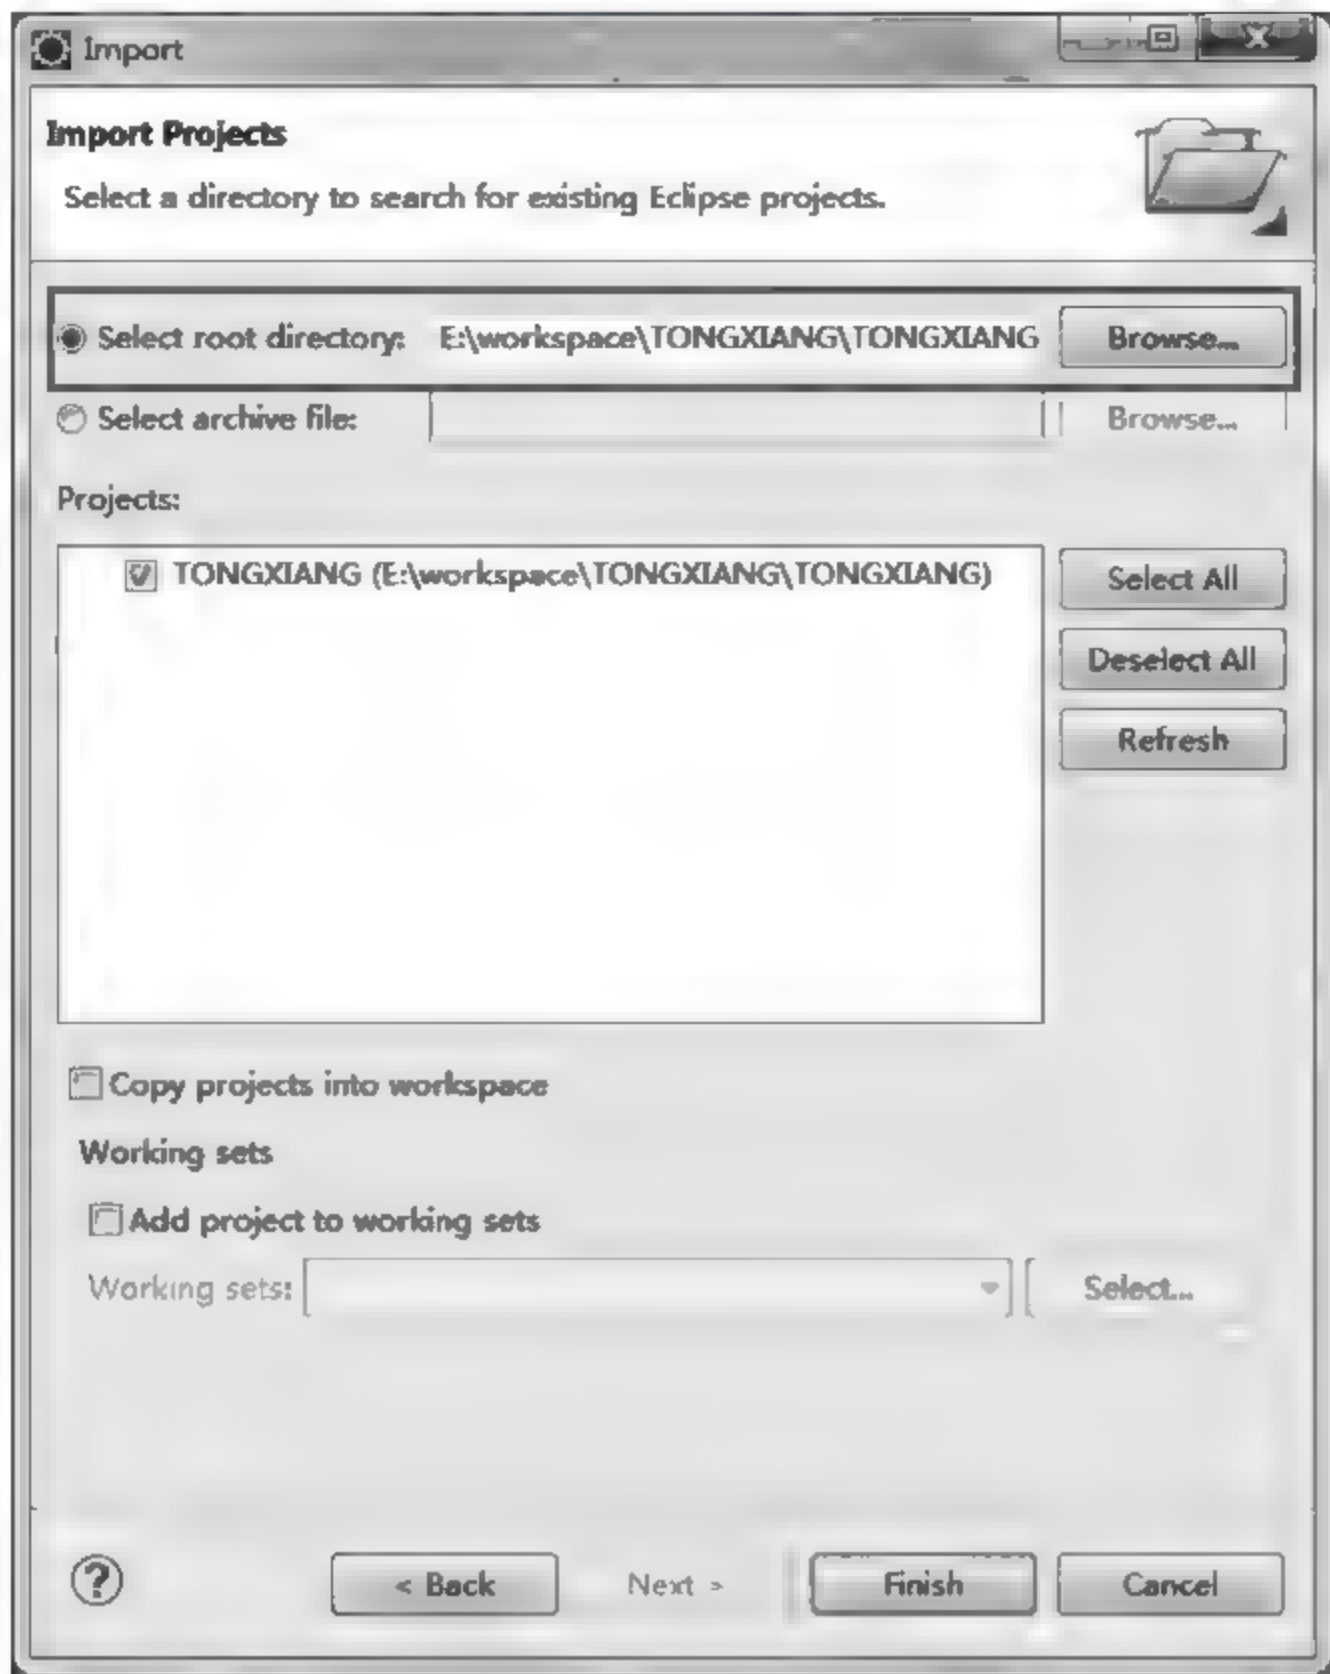 Import
Import Projects
Select a directory to search for existing Eclipse projects.
Select root directory: E:\workspace\TONGXIANG\TONGXIANG Browse...
Select archive file: Browse...
Projects:
TONGXIANG (E:\workspace\TONGXIANG\TONGXIANG)
Select All
Deselect All
Refresh
Copy projects into workspace
Working sets
Add project to working sets
Working sets: Select...
? < Back Next > Finish Cancel